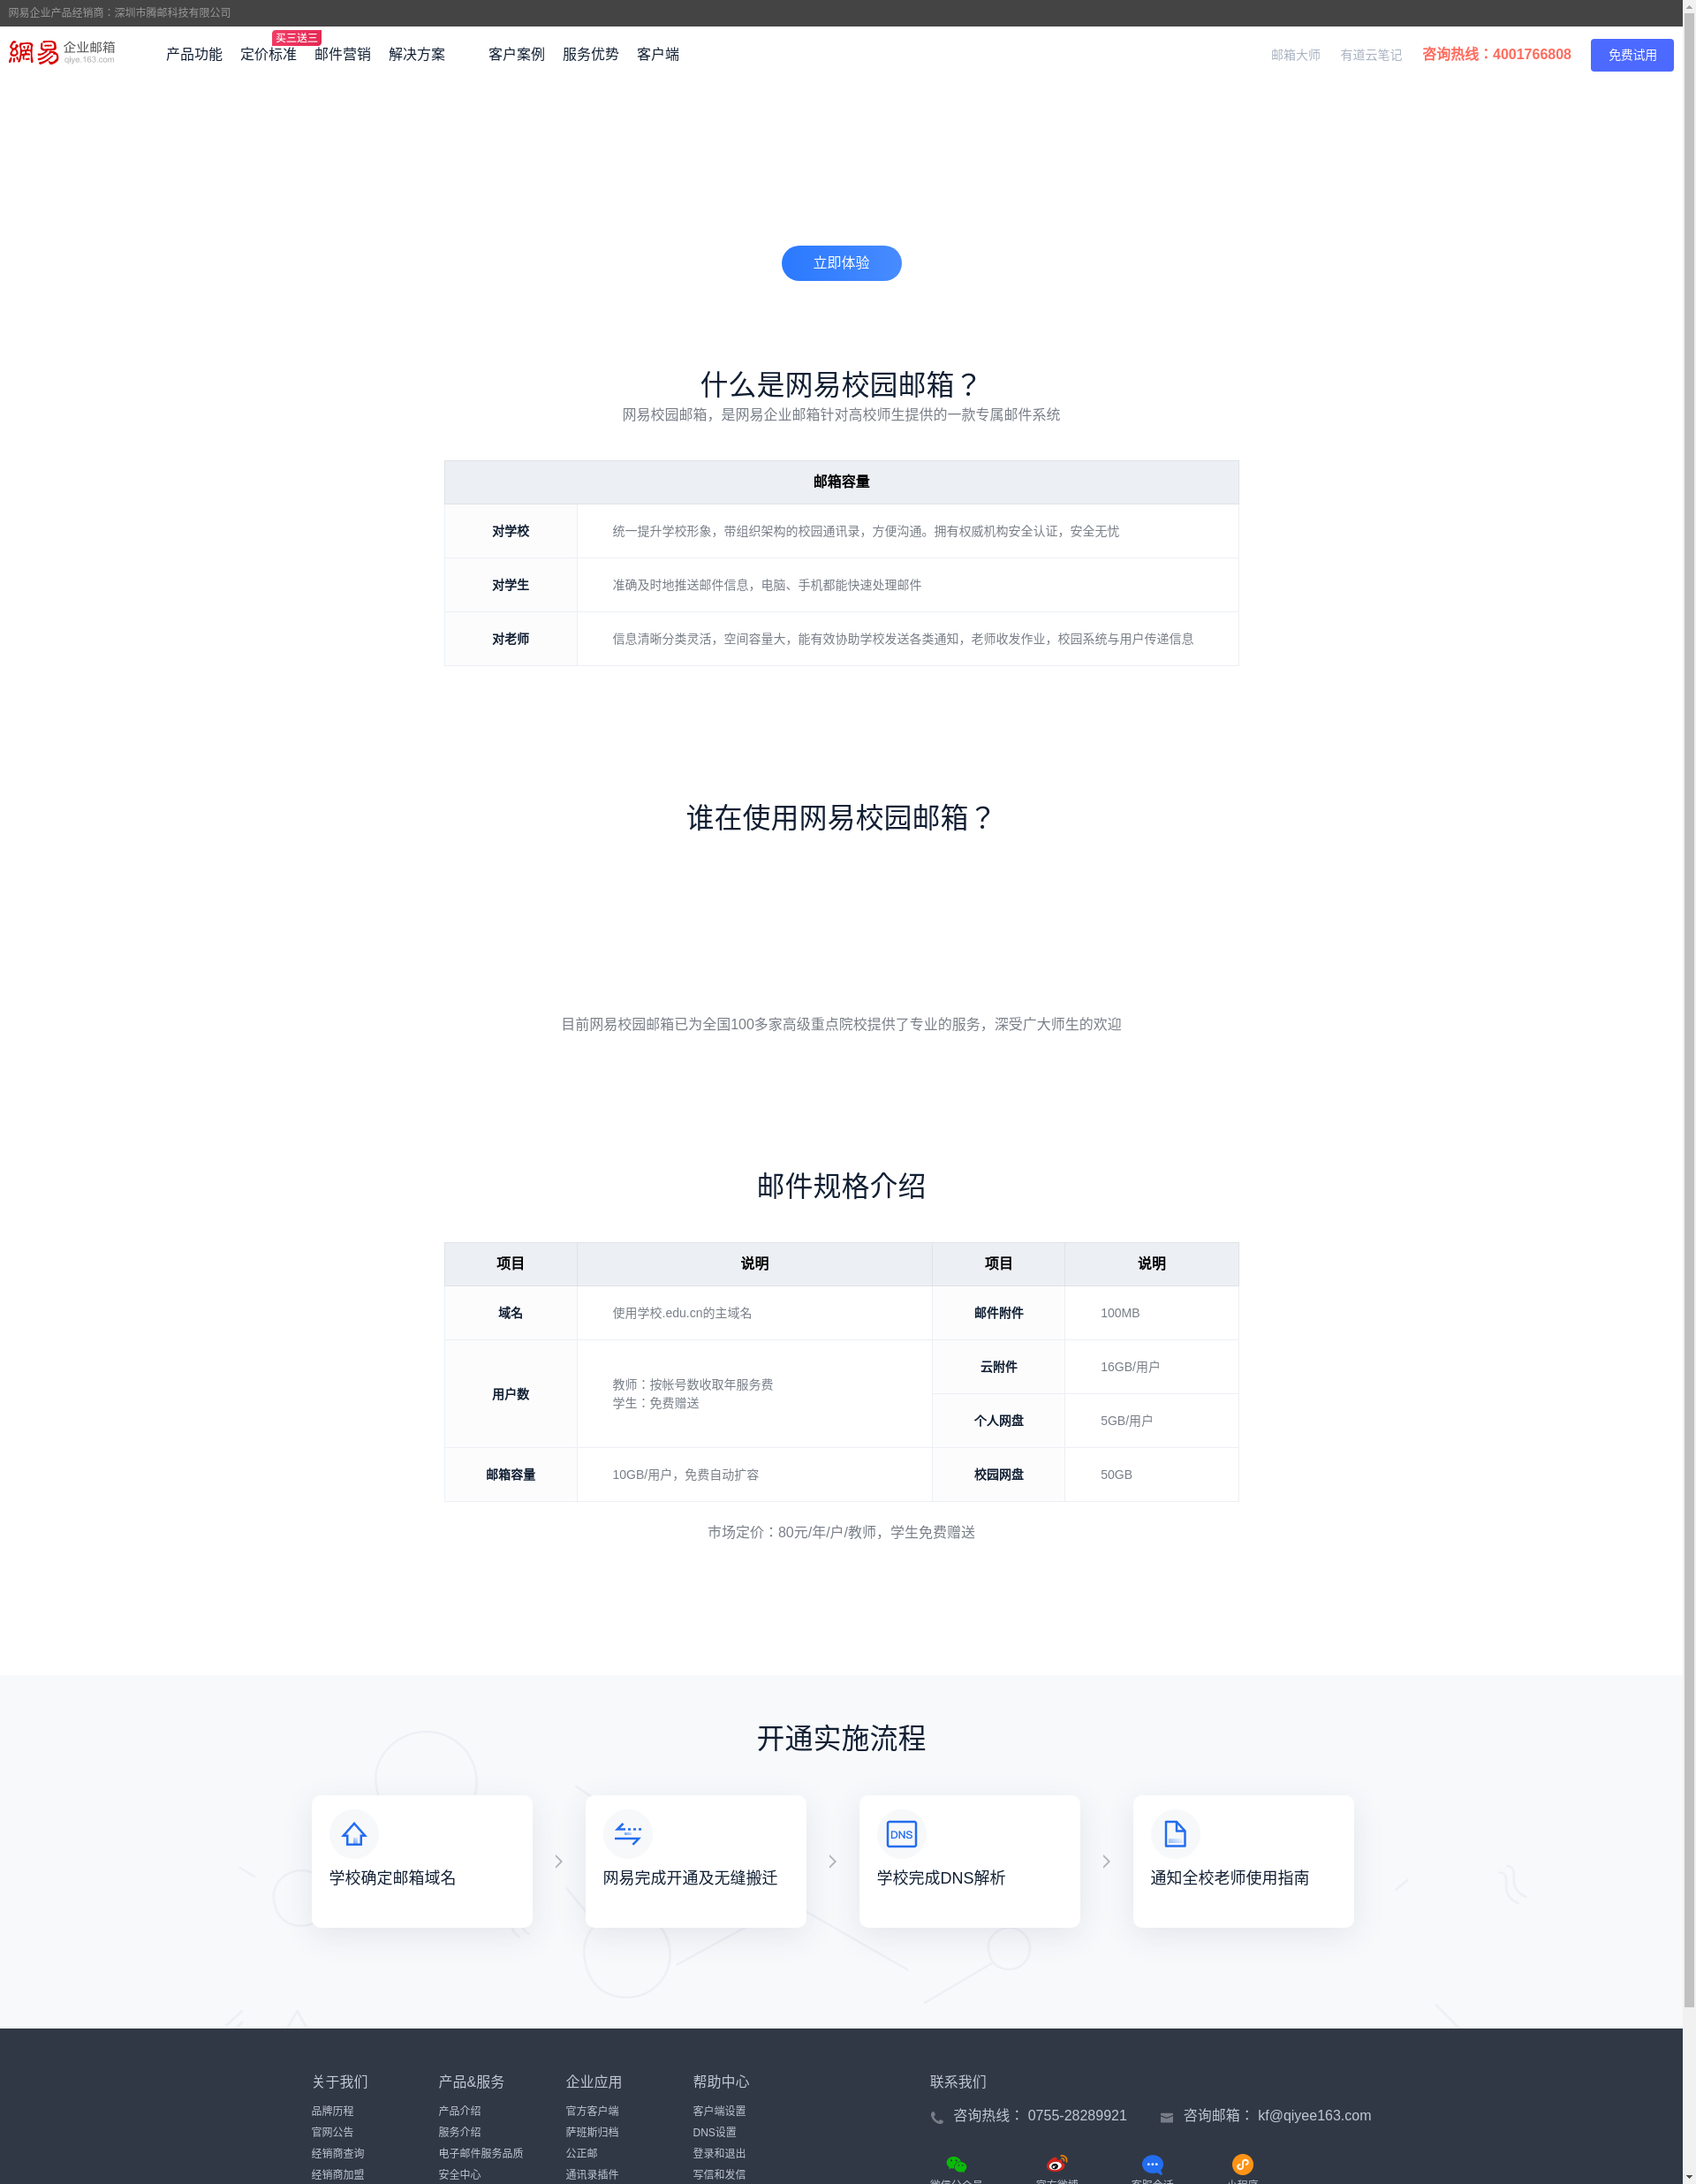 网易企业产品经销商：深圳市腾邮科技有限公司
網易 企业邮箱
qiye.163.com
产品功能 定价标准 买三送三 邮件营销 解决方案 客户案例 服务优势 客户端 邮箱大师 有道云笔记 咨询热线：4001766808 免费试用
立即体验
什么是网易校园邮箱？
网易校园邮箱，是网易企业邮箱针对高校师生提供的一款专属邮件系统
邮箱容量
对学校 统一提升学校形象，带组织架构的校园通讯录，方便沟通。拥有权威机构安全认证，安全无忧
对学生 准确及时地推送邮件信息，电脑、手机都能快速处理邮件
对老师 信息清晰分类灵活，空间容量大，能有效协助学校发送各类通知，老师收发作业，校园系统与用户传递信息
谁在使用网易校园邮箱？
目前网易校园邮箱已为全国100多家高级重点院校提供了专业的服务，深受广大师生的欢迎
邮件规格介绍
项目 说明 项目 说明
域名 使用学校.edu.cn的主域名 邮件附件 100MB
用户数 教师：按帐号数收取年服务费
学生：免费赠送
云附件 16GB/用户
个人网盘 5GB/用户
邮箱容量 10GB/用户，免费自动扩容 校园网盘 50GB
市场定价：80元/年/户/教师，学生免费赠送
开通实施流程
DNS
学校确定邮箱域名 网易完成开通及无缝搬迁 学校完成DNS解析 通知全校老师使用指南
关于我们 产品&服务 企业应用 帮助中心 联系我们
品牌历程 产品介绍 官方客户端 客户端设置
咨询热线： 0755-28289921 咨询邮箱： kf@qiyee163.com
官网公告 服务介绍 萨班斯归档 DNS设置
经销商查询 电子邮件服务品质 公正邮 登录和退出
经销商加盟 安全中心 通讯录插件 写信和发信
微信公众号 官方微博 客服会话 小程序